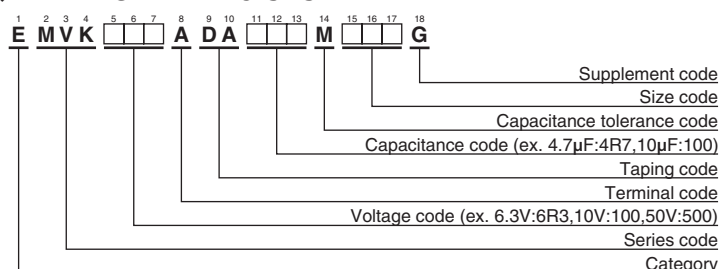 1 2 3 4 5 6 7 8 9 10 11 12 13 14 15 16 17 18
E M V K A D A M G
Supplement code
Size code
Capacitance tolerance code
Capacitance code (ex. 4.7µF:4R7,10µF:100)
Taping code
Terminal code
Voltage code (ex. 6.3V:6R3,10V:100,50V:500)
Series code
Category